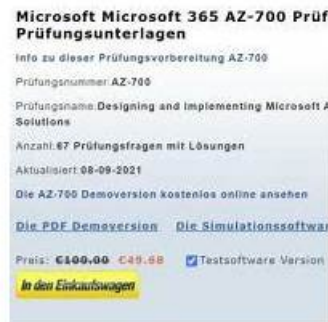 Microsoft Microsoft 365 AZ-700 Prüf
Prüfungsunterlagen
Info zu dieser Prüfungsvorbereitung AZ-700
Prüfungsnummer:AZ-700
Prüfungsname:Designing and Implementing Microsoft A
Solutions
Anzahl:67 Prüfungsfragen mit Lösungen
Aktualisiert:08-09-2021
Die AZ-700 Demoversion kostenlos online ansehen
Die PDF Demoversion Die Simulationssoftwar
Preis: €100.00 €49.68 Testsoftware Version
In den Einkaufswagen